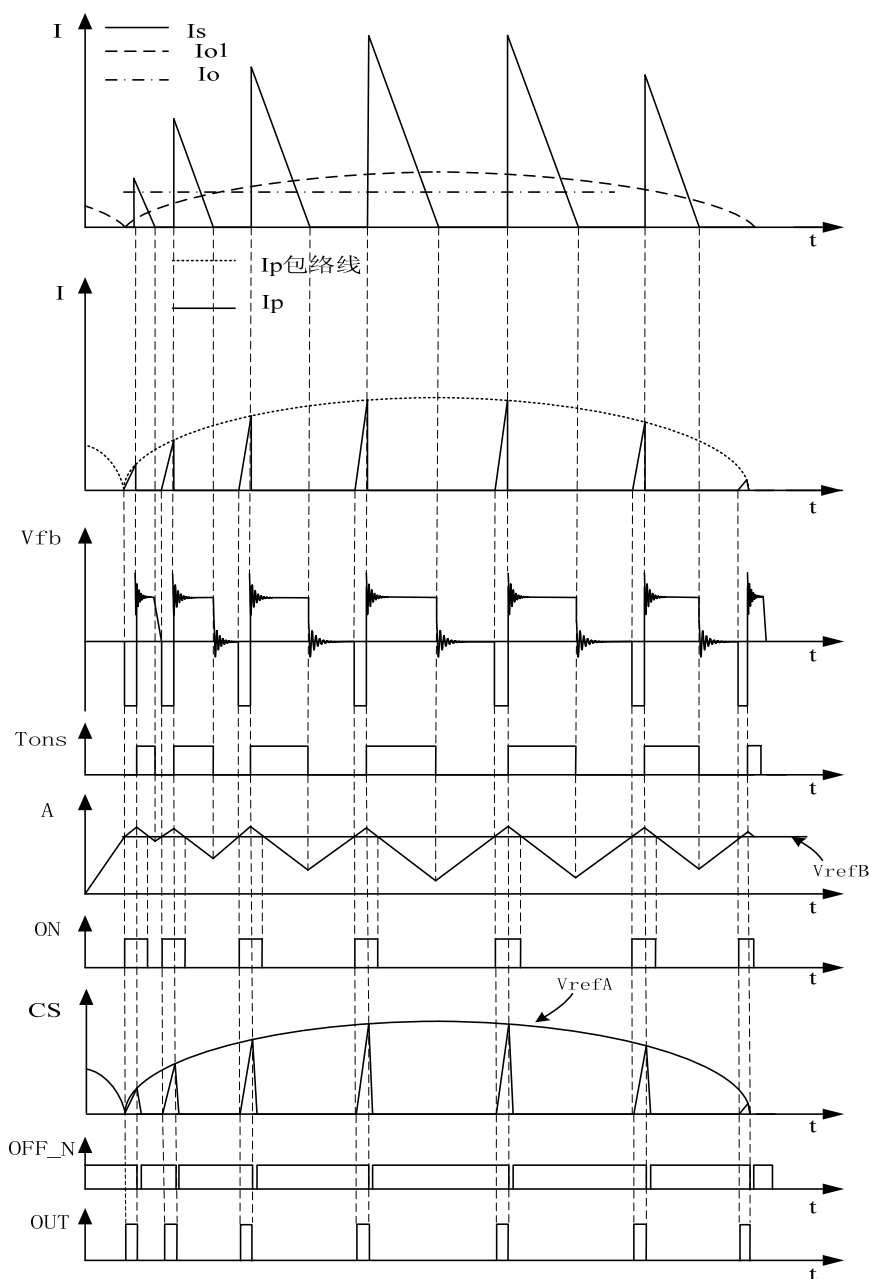 I
Is
Io1
Io
t
Ip包络线
I
Ip
t
Vfb
t
Tons
t
A
VrefB
t
ON
t
VrefA
CS
t
OFF_N
t
OUT
t